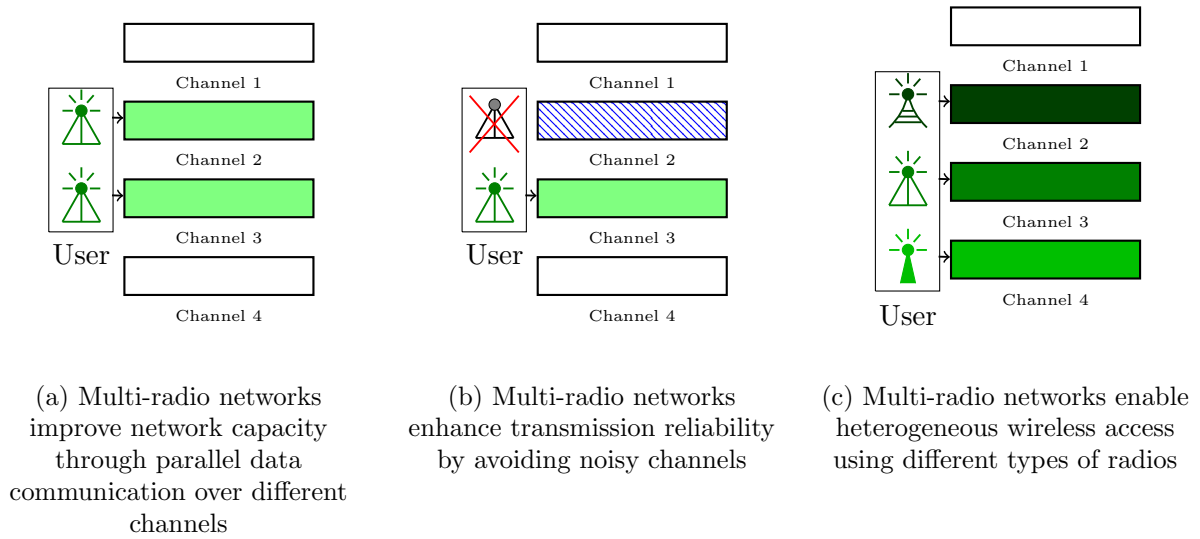 Channel 1
Channel 2
Channel 3
User
Channel 4
(a) Multi-radio networks
improve network capacity
through parallel data
communication over different
channels
Channel 1
Channel 2
Channel 3
User
Channel 4
(b) Multi-radio networks
enhance transmission reliability
by avoiding noisy channels
Channel 1
Channel 2
Channel 3
Channel 4
User
(c) Multi-radio networks enable
heterogeneous wireless access
using different types of radios